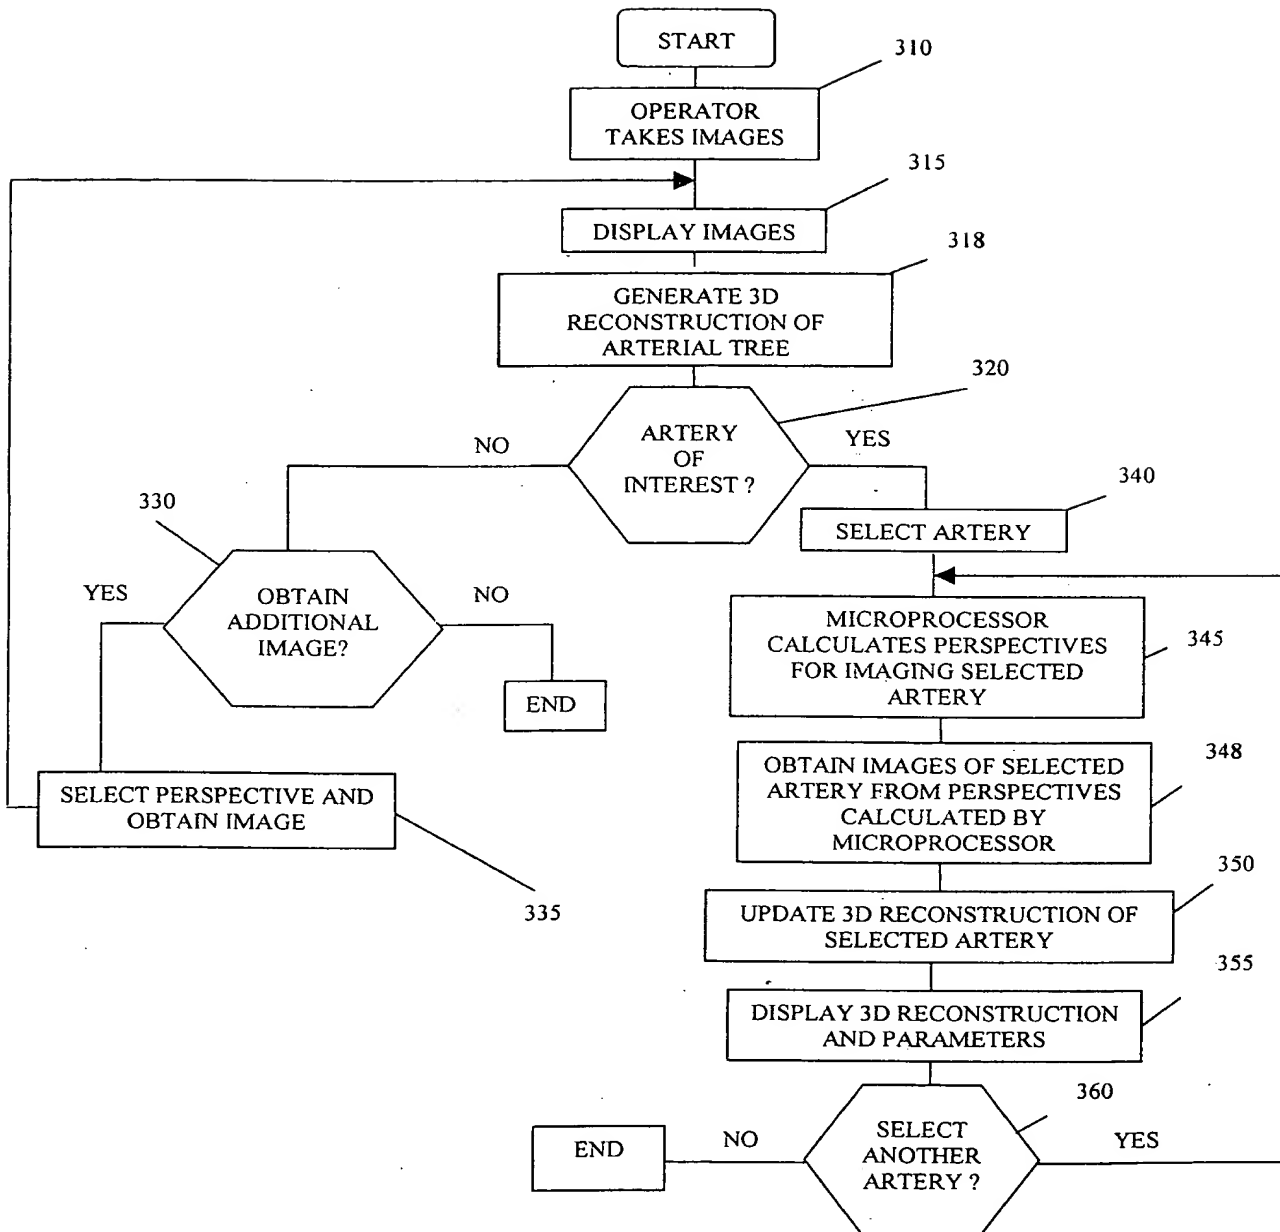 START
310
OPERATOR
TAKES IMAGES
315
DISPLAY IMAGES
318
GENERATE 3D
RECONSTRUCTION OF
ARTERIAL TREE
320
ARTERY
OF
INTEREST ?
NO
YES
330
340
SELECT ARTERY
YES
OBTAIN
ADDITIONAL
IMAGE?
NO
END
MICROPROCESSOR
CALCULATES PERSPECTIVES
FOR IMAGING SELECTED
ARTERY
345
SELECT PERSPECTIVE AND
OBTAIN IMAGE
335
OBTAIN IMAGES OF SELECTED
ARTERY FROM PERSPECTIVES
CALCULATED BY
MICROPROCESSOR
348
350
UPDATE 3D RECONSTRUCTION OF
SELECTED ARTERY
355
DISPLAY 3D RECONSTRUCTION
AND PARAMETERS
360
SELECT
ANOTHER
ARTERY ?
NO
YES
END